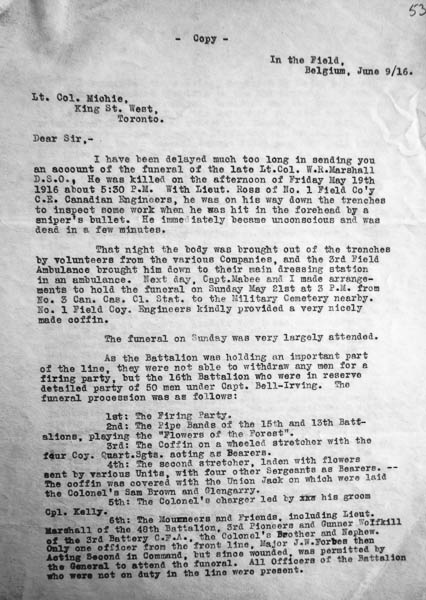 53
- Copy -
In the Field,
Belgium, June 9/16.
Lt. Col. Michie,
King St. West,
Toronto.
Dear Sir,-
I have been delayed much too long in sending you
an account of the funeral of the late Lt.Col. W.R.Marshall
D.S.O., He was killed on the afternoon of Friday May 19th
1916 about 5:30 P.M. With Lieut. Ross of No. 1 Field Co'y
C.E. Canadian Engineers, he was on his way down the trenches
to inspect some work when he was hit in the forehead by a
sniper's bullet. He immediately became unconscious and was
dead in a few minutes.
That night the body was brought out of the trenches
by volunteers from the various Companies, and the 3rd Field
Ambulance brought him down to their main dressing station
in an ambulance. Next day, Capt.Mabee and I made arrange-
ments to hold the funeral on Sunday May 21st at 3 P.M. from
No. 3 Can. Cas. Cl. Stat. to the Military Cemetery nearby.
No. 1 Field Coy. Engineers kindly provided a very nicely
made coffin.
The funeral on Sunday was very largely attended.
As the Battalion was holding an important part
of the line, they were not able to withdraw any men for a
firing party, but the 16th Battalion who were in reserve
detailed party of 50 men under Capt. Bell-Irving. The
funeral procession was as follows:
1st: The Firing Party.
2nd: The Pipe Bands of the 15th and 13th Batt-
alions, playing the "Flowers of the Forest".
3rd: The Coffin on a wheeled stretcher with the
four Coy. Quart.Sgts. acting as Bearers.
4th: The second stretcher, laden with flowers
sent by various Units, with four other Sergeants as Bearers. --
The coffin was covered with the Union Jack on which were laid
the Colonel's Sam Brown and Glengarry.
5th: The Colonel's charger led by xxx his groom
Cpl. Kelly.
6th: The Mourneers and Friends, including Lieut.
Marshall of the 46th Battalion, 3rd Pioneers and Gunner Wolfkill
of the 3rd Battery C.F.A., the Colonel's Brother and Nephew.
Only one officer from the front line, Major J.W.Forbes then
Acting Second in Command, but since wounded, was permitted by
the General to attend the funeral. All Officers of the Battalion
who were not on duty in the line were present.